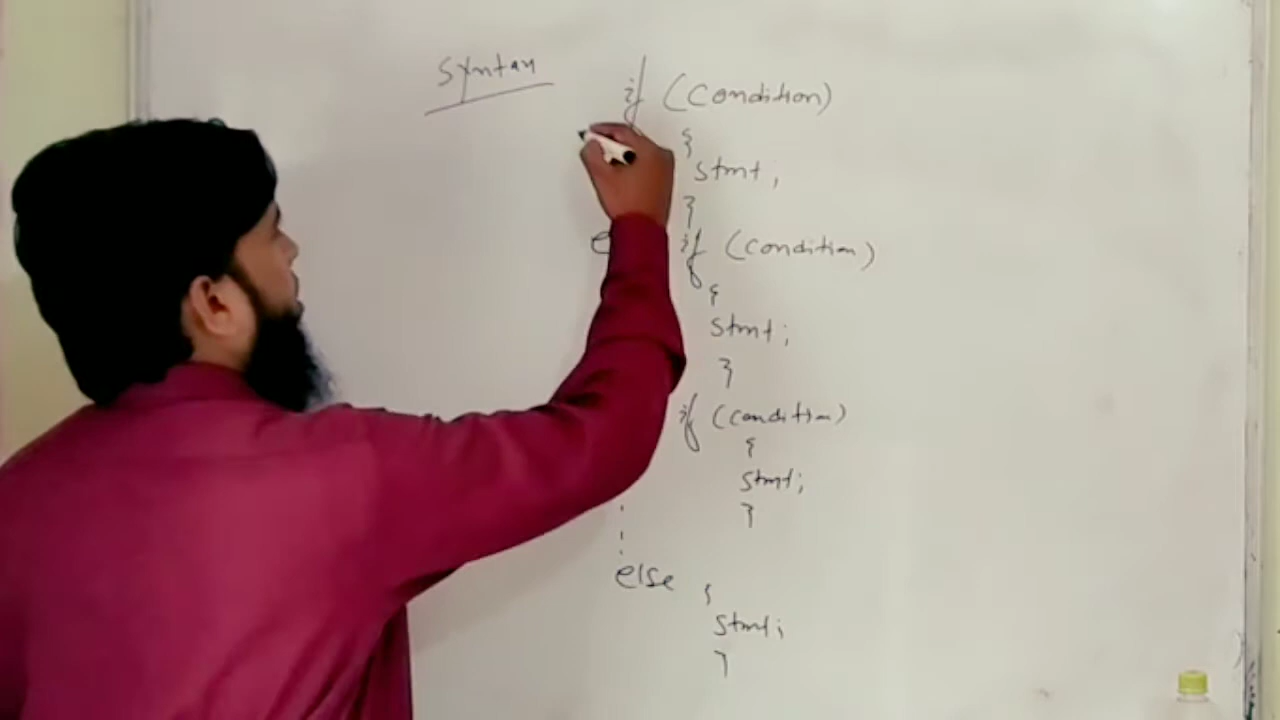 Syntax
if (Condition)
{
stmt;
}
if (Condition)
{
stmt;
}
if (Condition)
{
stmt;
}
else {
stmt;
}